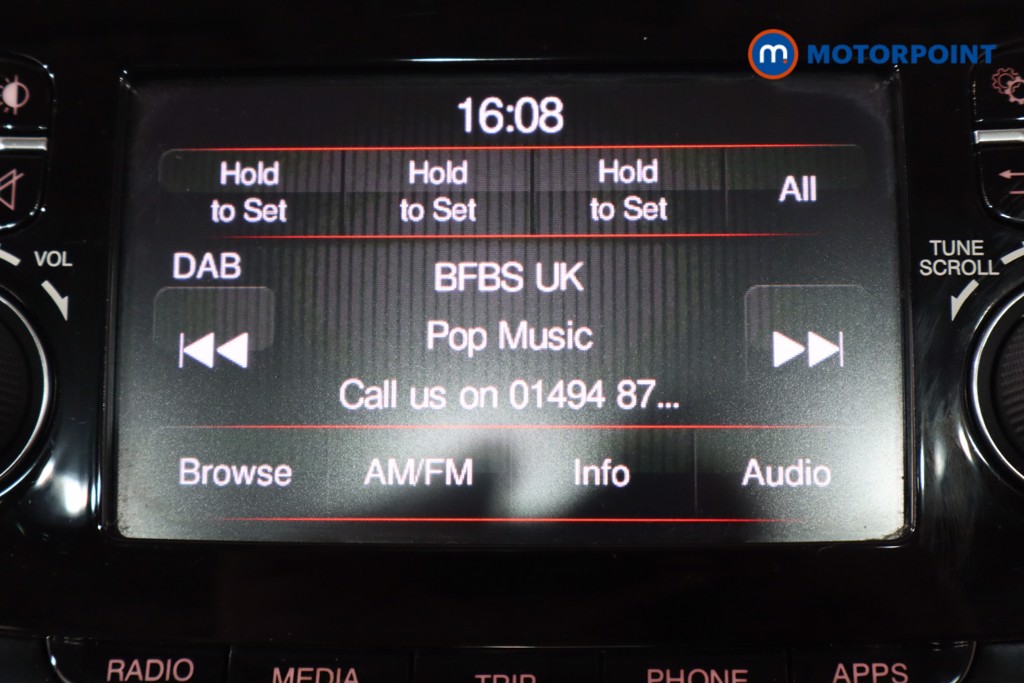 m MOTORPOINT
16:08
Hold to Set
Hold to Set
Hold to Set
All
VOL
DAB
BFBS UK
TUNE
SCROLL
Pop Music
Call us on 01494 87...
Browse AM/FM Info Audio
RADIO MEDIA TRIP PHONE APPS